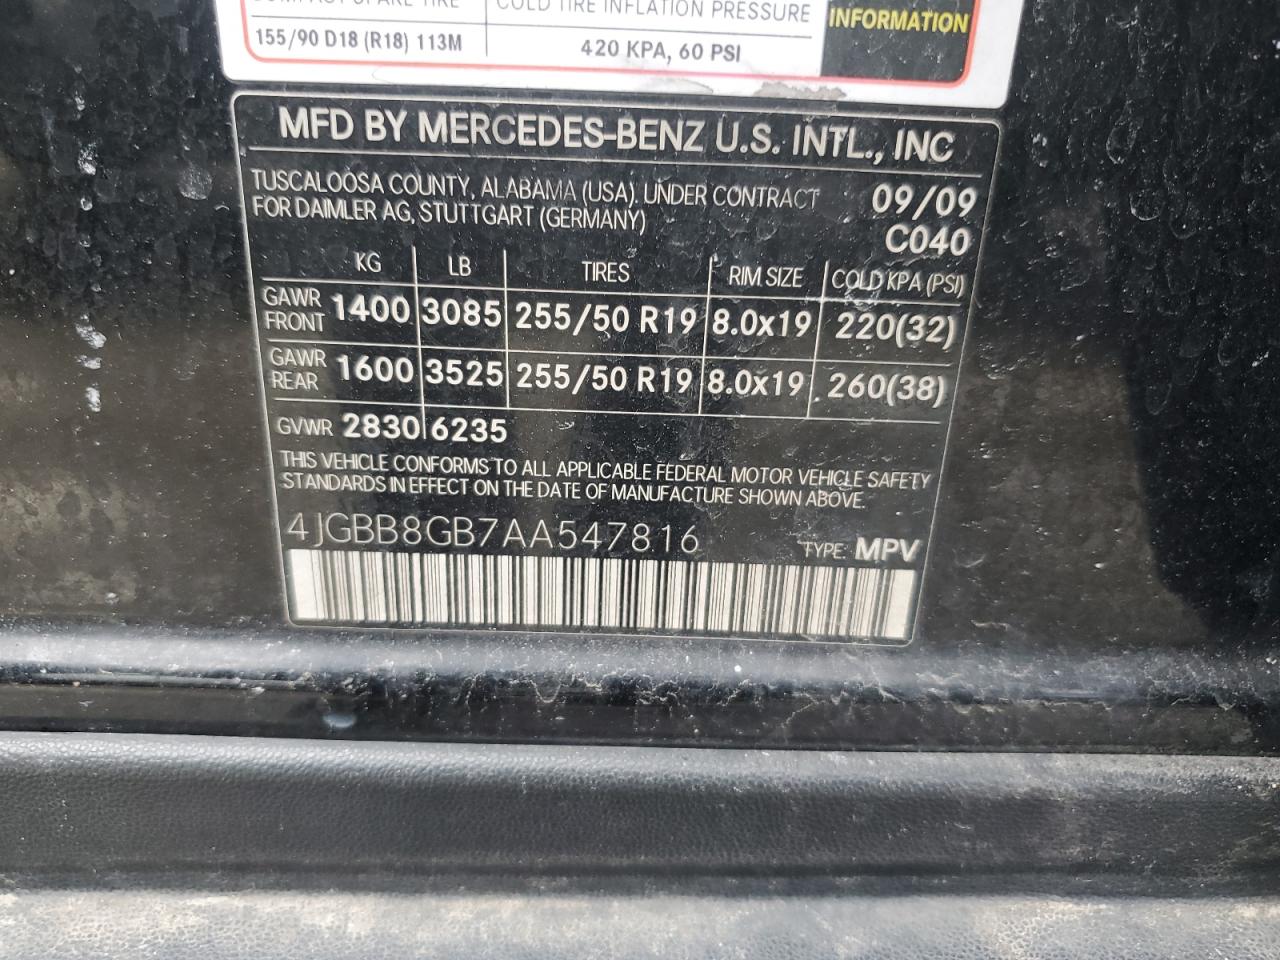 COMPACT SPARE TIRE COLD TIRE INFLATION PRESSURE
INFORMATION
155/90 D18 (R18) 113M 420 KPA, 60 PSI
MFD BY MERCEDES-BENZ U.S. INTL., INC
TUSCALOOSA COUNTY, ALABAMA (USA). UNDER CONTRACT 09/09
FOR DAIMLER AG, STUTTGART (GERMANY) C040
KG LB TIRES RIM SIZE COLD KPA (PSI)
GAWR FRONT 1400 3085 255/50 R19 8.0x19 220(32)
GAWR REAR 1600 3525 255/50 R19 8.0x19 260(38)
GVWR 2830 6235
THIS VEHICLE CONFORMS TO ALL APPLICABLE FEDERAL MOTOR VEHICLE SAFETY
STANDARDS IN EFFECT ON THE DATE OF MANUFACTURE SHOWN ABOVE.
4JGBB8GB7AA547816 TYPE: MPV